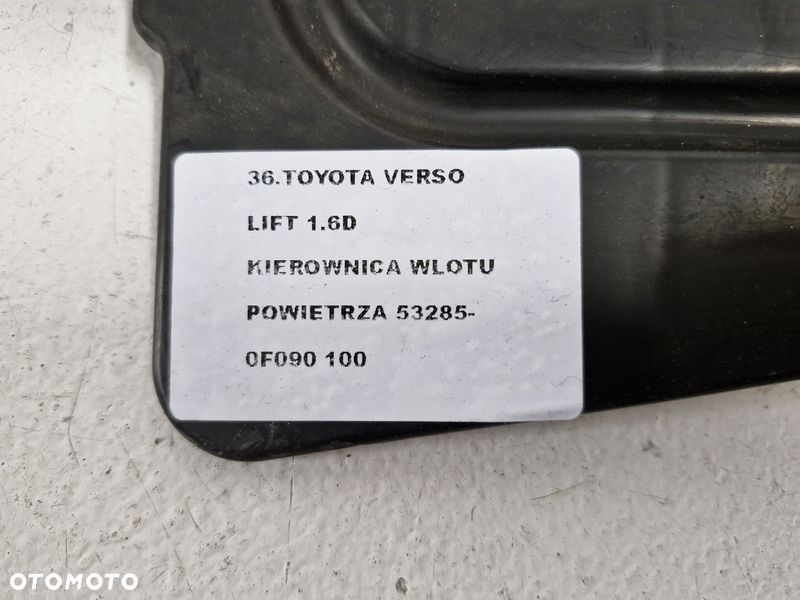 36.TOYOTA VERSO
LIFT 1.6D
KIEROWNICA WLOTU
POWIETRZA 53285-
0F090 100
OTOMOTO